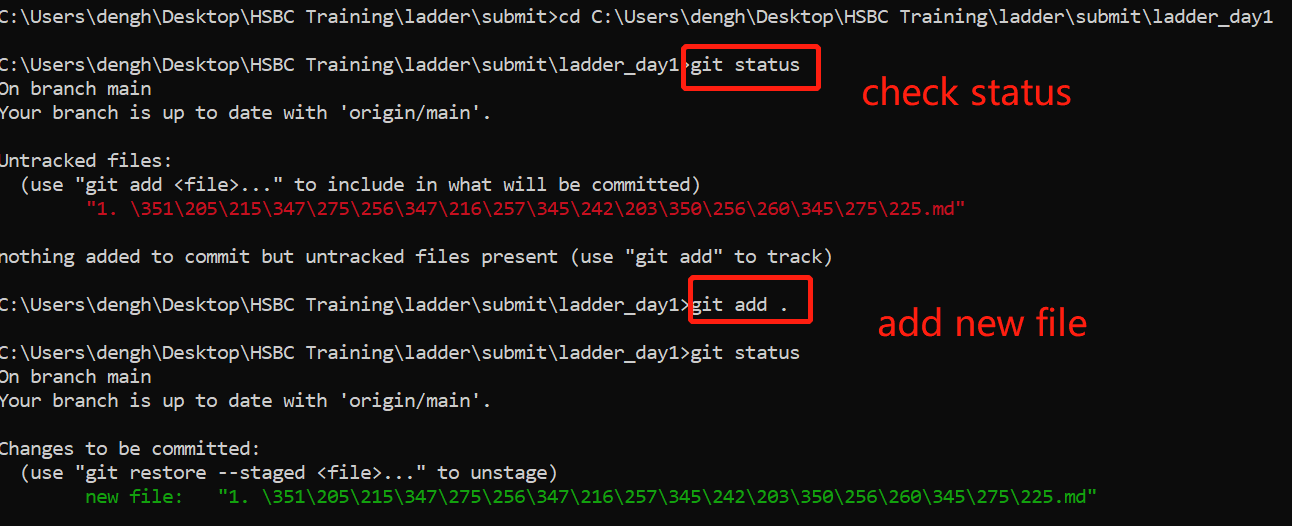 C:\Users\dengh\Desktop\HSBC Training\ladder\submit>cd C:\Users\dengh\Desktop\HSBC Training\ladder\submit\ladder_day1
C:\Users\dengh\Desktop\HSBC Training\ladder\submit\ladder_day1>git status
check status
On branch main
Your branch is up to date with 'origin/main'.
Untracked files:
(use "git add <file>..." to include in what will be committed)
"1. \351\205\215\347\275\256\347\216\257\345\242\203\350\256\260\345\275\225.md"
nothing added to commit but untracked files present (use "git add" to track)
C:\Users\dengh\Desktop\HSBC Training\ladder\submit\ladder_day1>git add .
add new file
C:\Users\dengh\Desktop\HSBC Training\ladder\submit\ladder_day1>git status
On branch main
Your branch is up to date with 'origin/main'.
Changes to be committed:
(use "git restore --staged <file>..." to unstage)
new file:   "1. \351\205\215\347\275\256\347\216\257\345\242\203\350\256\260\345\275\225.md"